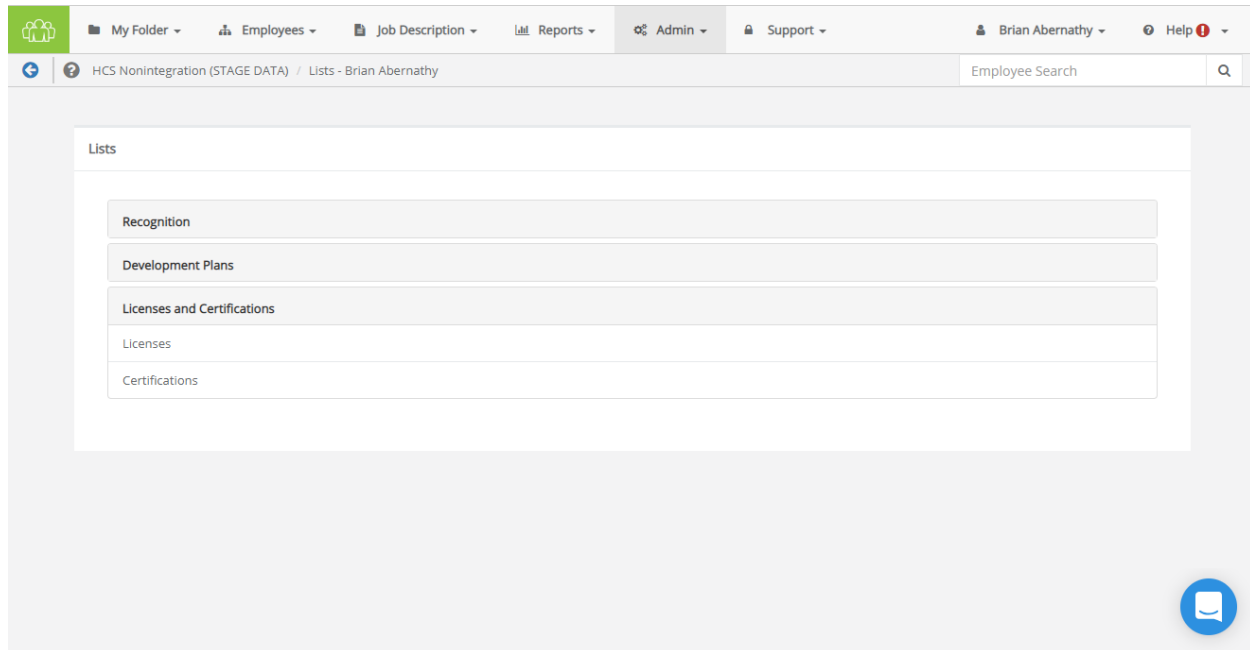 My Folder Employees Job Description Reports Admin Support Brian Abernathy Help
HCS Nonintegration (STAGE DATA) / Lists - Brian Abernathy Employee Search
Lists
Recognition
Development Plans
Licenses and Certifications
Licenses
Certifications